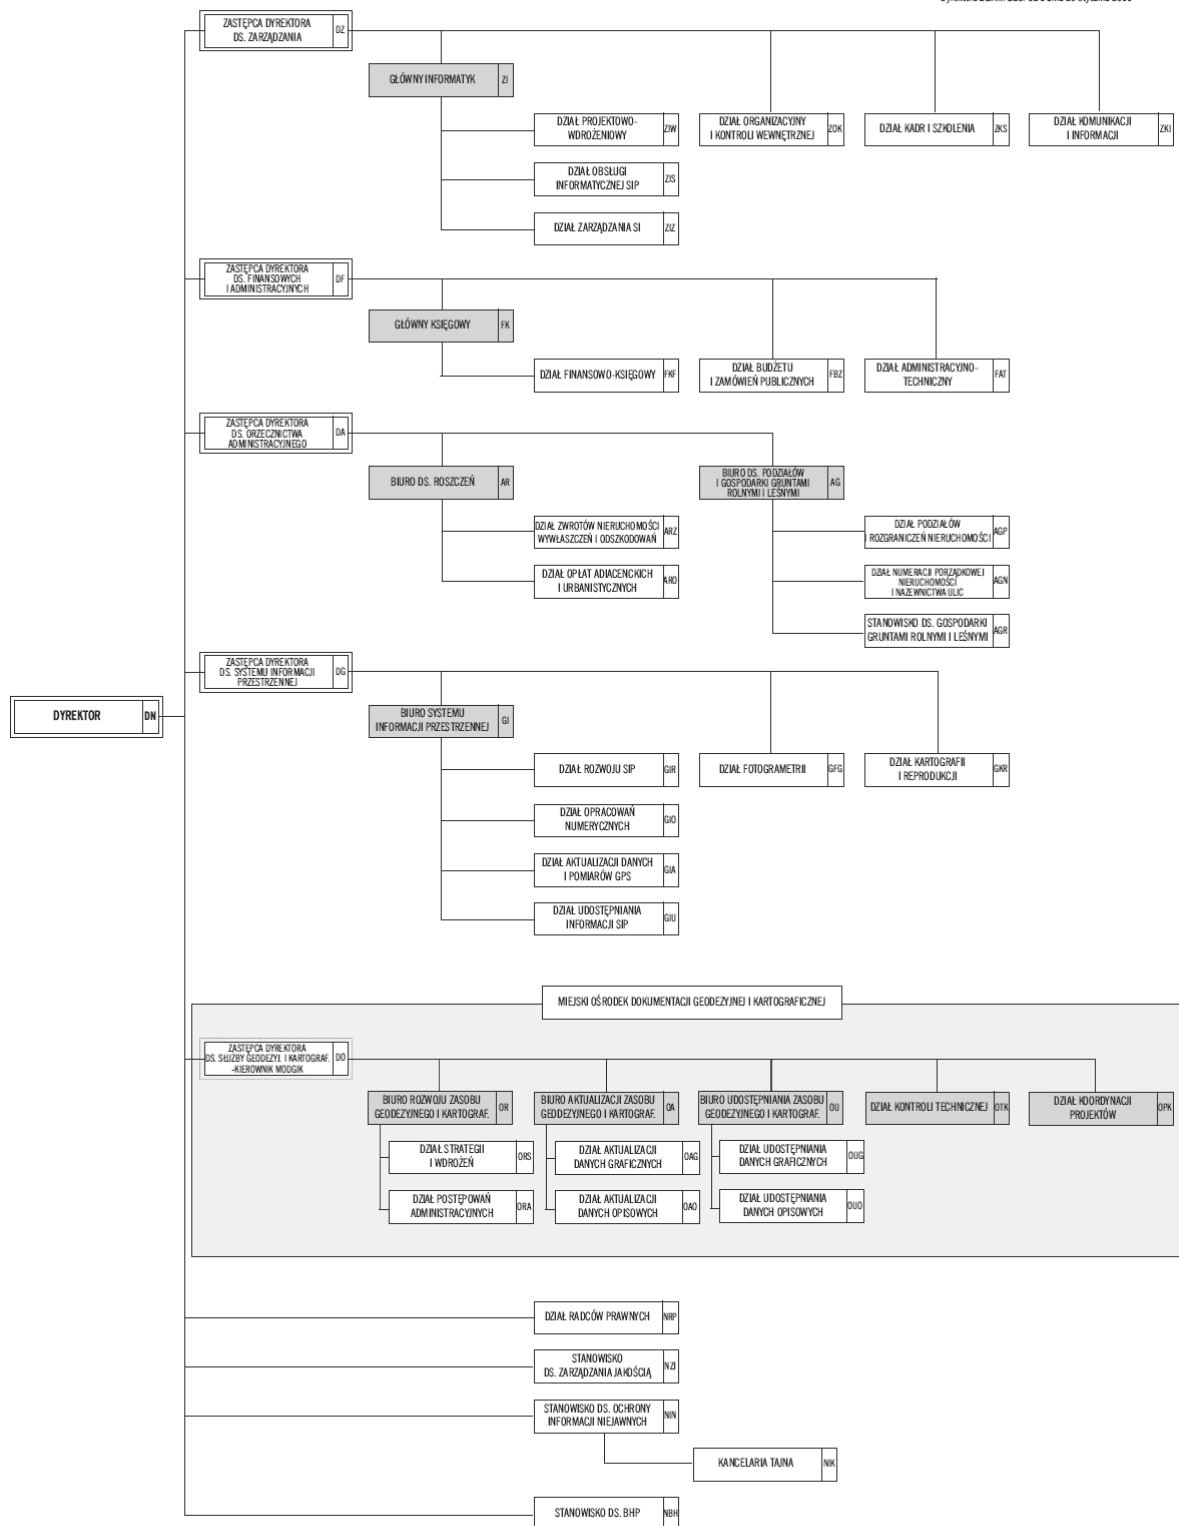 ZASTĘPCA DYREKTORA
DS. ZARZĄDZANIA
DZ
GŁÓWNY INFORMATYK
ZI
DZIAŁ PROJEKTOWO-
WDROŻENIOWY
ZIW
DZIAŁ ORGANIZACYJNY
I KONTROLI WEWNĘTRZNEJ
ZOK
DZIAŁ KADR I SZKOLENIA
ZKS
DZIAŁ KOMUNIKACJI
I INFORMACJI
ZKI
DZIAŁ OBSŁUGI
INFORMATYCZNEJ SIP
ZIS
DZIAŁ ZARZĄDZANIA SI
ZIZ
ZASTĘPCA DYREKTORA
DS. FINANSOWYCH
I ADMINISTRACYJNYCH
DF
GŁÓWNY KSIĘGOWY
FK
DZIAŁ FINANSOWO-KSIĘGOWY
FKF
DZIAŁ BUDŻETU
I ZAMÓWIEŃ PUBLICZNYCH
FBZ
DZIAŁ ADMINISTRACYJNO-
TECHNICZNY
FAT
ZASTĘPCA DYREKTORA
DS. ORZECZNICTWA
ADMINISTRACYJNEGO
DA
BIURO DS. ROSZCZEŃ
AR
BIURO DS. PODZIAŁÓW
I GOSPODARKI GRUNTAMI
ROLNYMI I LEŚNYMI
AG
DZIAŁ ZWROTÓW NIERUCHOMOŚCI
WYWŁASZCZEŃ I ODSZKODOWAŃ
ARZ
DZIAŁ PODZIAŁÓW
I ROZGRANICZEŃ NIERUCHOMOŚCI
AGP
DZIAŁ OPŁAT ADIACENCKICH
I URBANISTYCZNYCH
ARO
DZIAŁ NUMERACJI PORZĄDKOWEJ
NIERUCHOMOŚCI
I NAZEWNICTWA ULIC
AGN
STANOWISKO DS. GOSPODARKI
GRUNTAMI ROLNYMI I LEŚNYMI
AGR
ZASTĘPCA DYREKTORA
DS. SYSTEMU INFORMACJI
PRZESTRZENNEJ
DG
DYREKTOR
DN
BIURO SYSTEMU
INFORMACJI PRZESTRZENNEJ
GI
DZIAŁ ROZWOJU SIP
GIR
DZIAŁ FOTOGRAMETRII
GFG
DZIAŁ KARTOGRAFII
I REPRODUKCJI
GKR
DZIAŁ OPRACOWAŃ
NUMERYCZNYCH
GIO
DZIAŁ AKTUALIZACJI DANYCH
I POMIARÓW GPS
GIA
DZIAŁ UDOSTĘPNIANIA
INFORMACJI SIP
GIU
MIEJSKI OŚRODEK DOKUMENTACJI GEODEZYJNEJ I KARTOGRAFICZNEJ
ZASTĘPCA DYREKTORA
DS. SŁUŻBY GEODEZYJ. I KARTOGRAF.
-KIEROWNIK MODGIK
DO
BIURO ROZWOJU ZASOBU
GEODEZYJNEGO I KARTOGRAF.
OR
BIURO AKTUALIZACJI ZASOBU
GEODEZYJNEGO I KARTOGRAF.
OA
BIURO UDOSTĘPNIANIA ZASOBU
GEODEZYJNEGO I KARTOGRAF.
OU
DZIAŁ KONTROLI TECHNICZNEJ
OTK
DZIAŁ KOORDYNACJI
PROJEKTÓW
OPK
DZIAŁ STRATEGII
I WDROŻEŃ
ORS
DZIAŁ AKTUALIZACJI
DANYCH GRAFICZNYCH
OAG
DZIAŁ UDOSTĘPNIANIA
DANYCH GRAFICZNYCH
OUG
DZIAŁ POSTĘPOWAŃ
ADMINISTRACYJNYCH
ORA
DZIAŁ AKTUALIZACJI
DANYCH OPISOWYCH
OAO
DZIAŁ UDOSTĘPNIANIA
DANYCH OPISOWYCH
OUO
DZIAŁ RADCÓW PRAWNYCH
NRP
STANOWISKO
DS. ZARZĄDZANIA JAKOŚCIĄ
NZJ
STANOWISKO DS. OCHRONY
INFORMACJI NIEJAWNYCH
NIN
KANCELARIA TAJNA
NIK
STANOWISKO DS. BHP
NBH